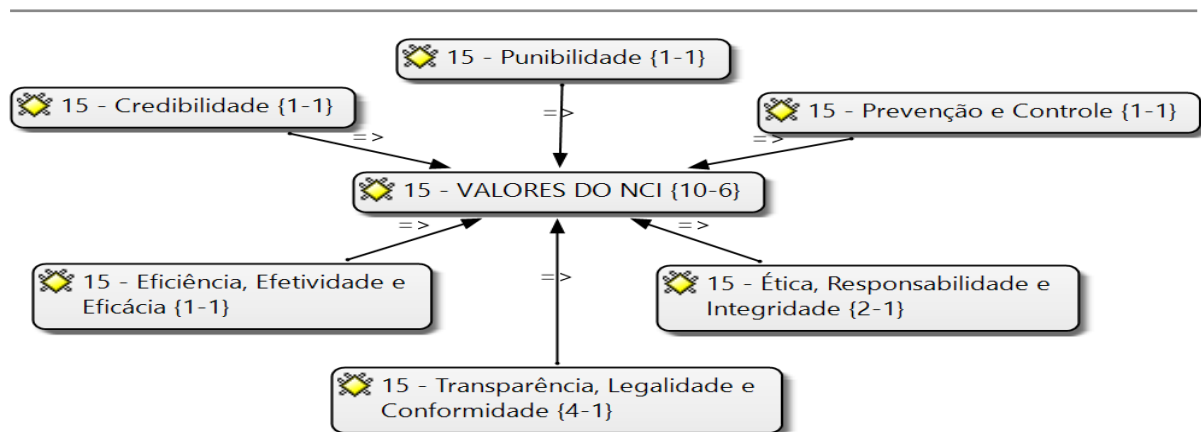 15 - Punibilidade {1-1}
15 - Credibilidade {1-1}
15 - Prevenção e Controle {1-1}
=>
=>
=>
15 - VALORES DO NCI {10-6}
=>
=>
=>
15 - Eficiência, Efetividade e
Eficácia {1-1}
15 - Ética, Responsabilidade e
Integridade {2-1}
15 - Transparência, Legalidade e
Conformidade {4-1}